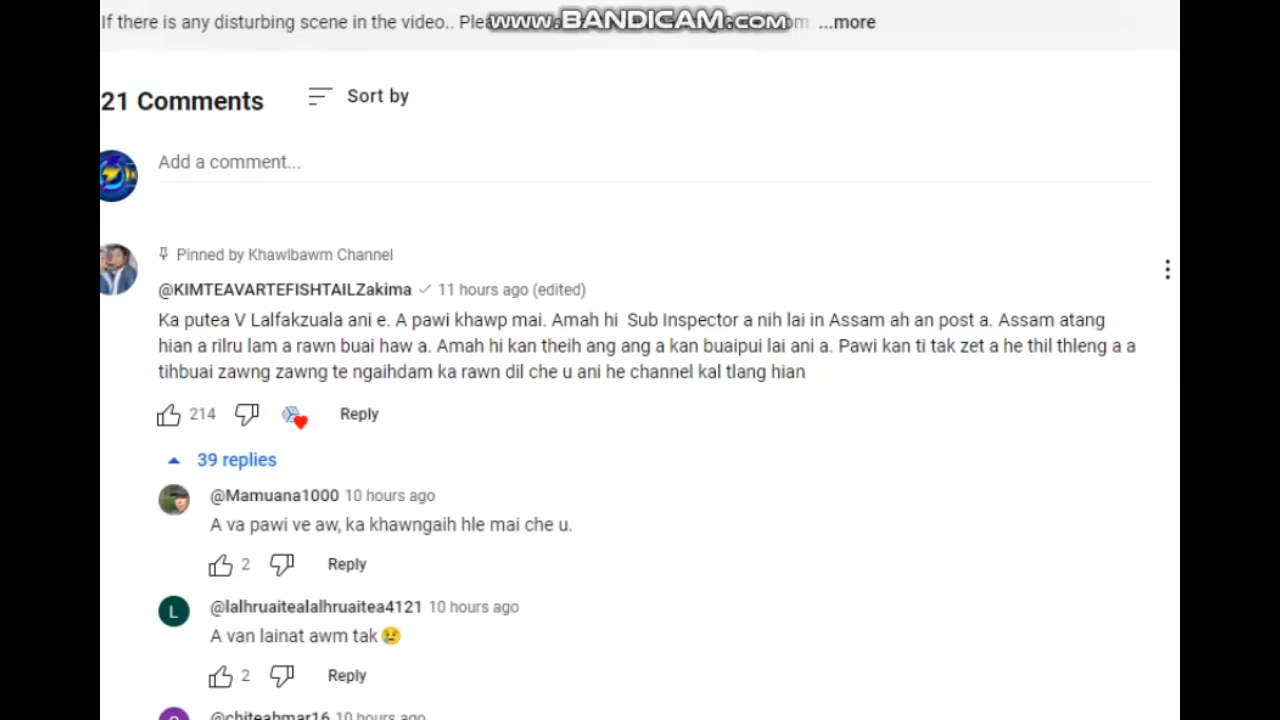 If there is any disturbing scene in the video.. Plea
www.BANDICAM.com
...more
21 Comments
Sort by
Add a comment...
Pinned by Khawlbawm Channel
@KIMTEAVARTEFISHTAILZakima 11 hours ago (edited)
Ka putea V Lalfakzuala ani e. A pawi khawp mai. Amah hi Sub Inspector a nih lai in Assam ah an post a. Assam atang
hian a rilru lam a rawn buai haw a. Amah hi kan theih ang ang a kan buaipui lai ani a. Pawi kan ti tak zet a he thil thleng a a
tihbuai zawng zawng te ngaihdam ka rawn dil che u ani he channel kal tlang hian
214
Reply
39 replies
@Mamuana1000 10 hours ago
A va pawi ve aw, ka khawngaih hle mai che u.
2
Reply
L
@lalhruaitealalhruaitea4121 10 hours ago
A van lainat awm tak😢
2
Reply
@chiteahmar16 10 hours ago